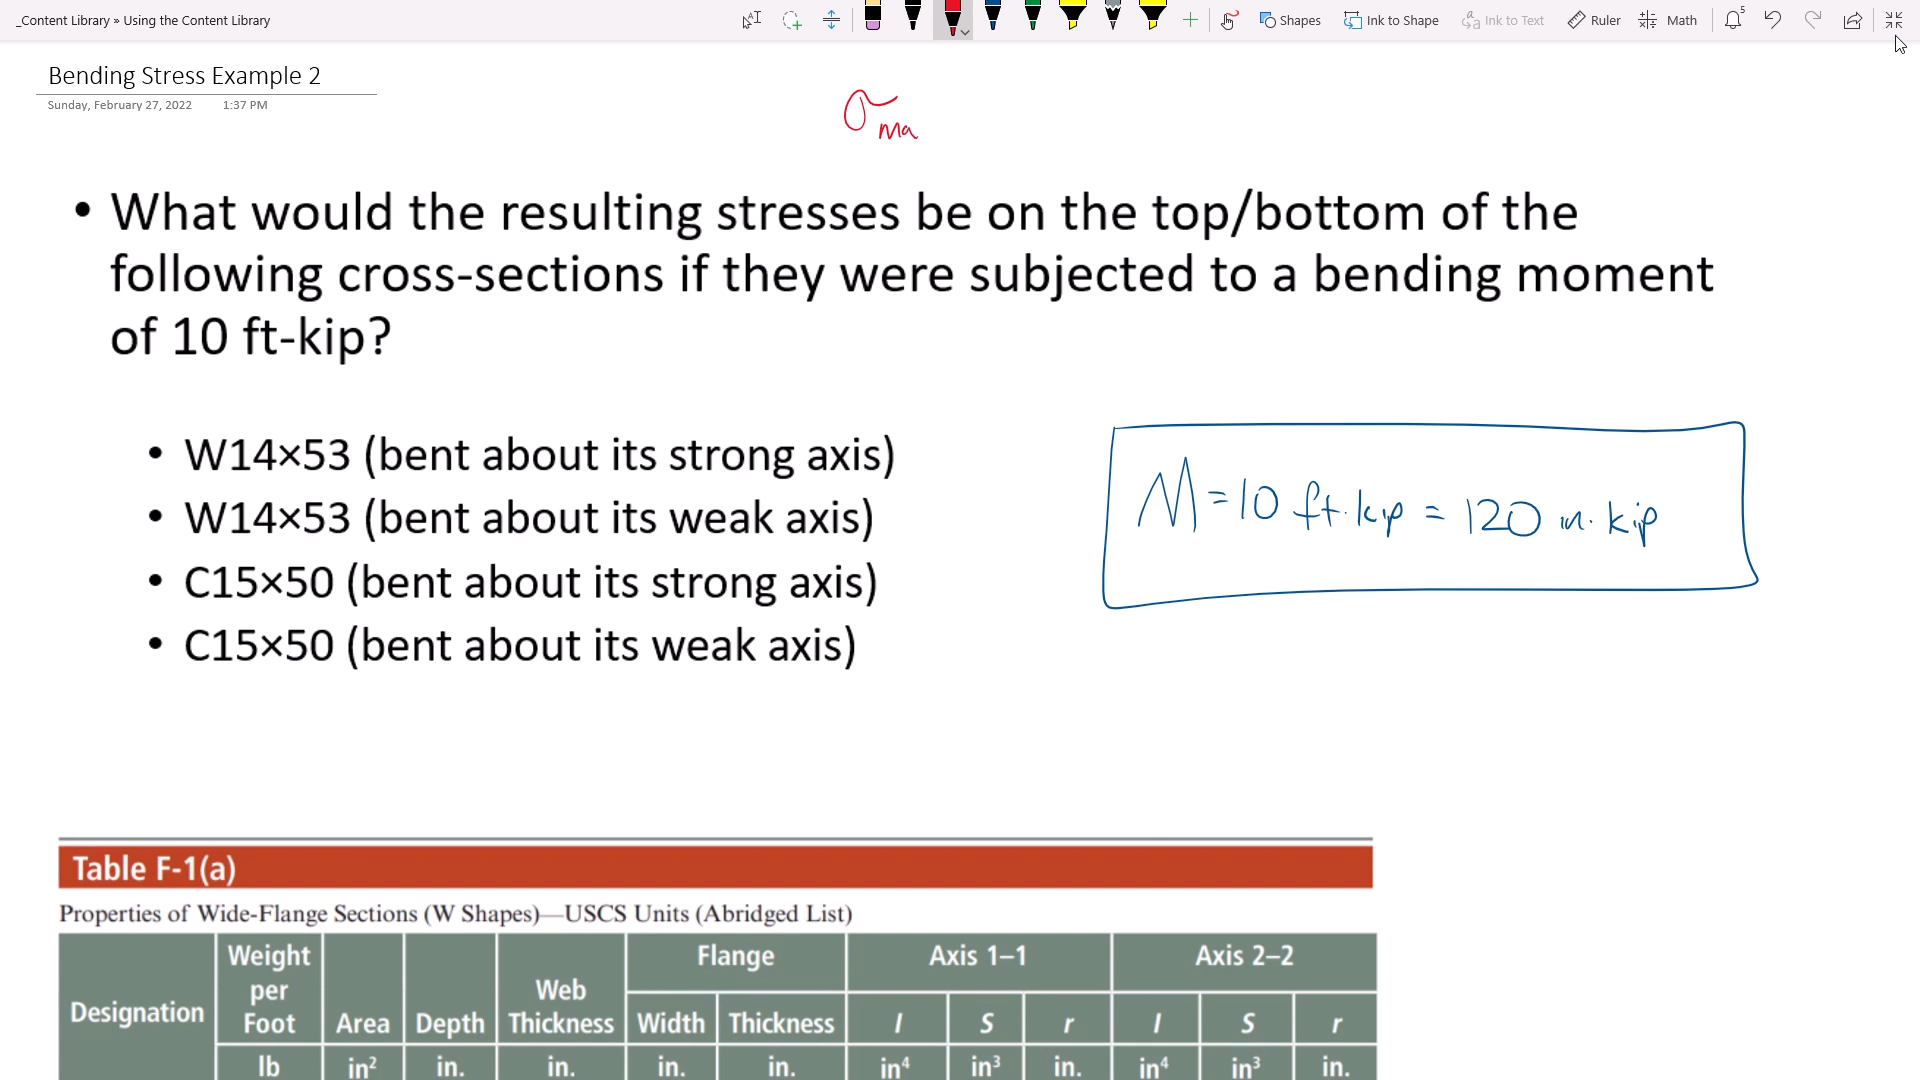 _Content Library » Using the Content Library
Shapes
Ink to Shape
Ink to Text
Ruler
Math
5
Bending Stress Example 2
Sunday, February 27, 2022 1:37 PM
σma
• What would the resulting stresses be on the top/bottom of the
following cross-sections if they were subjected to a bending moment
of 10 ft-kip?
• W14×53 (bent about its strong axis)
• W14×53 (bent about its weak axis)
• C15×50 (bent about its strong axis)
• C15×50 (bent about its weak axis)
M = 10 ft·kip = 120 in·kip
Table F-1(a)
Properties of Wide-Flange Sections (W Shapes)—USCS Units (Abridged List)
Designation
Weight
per
Foot
Area
Depth
Web
Thickness
Flange
Axis 1–1
Axis 2–2
Width Thickness I S r I S r
lb in² in. in. in. in. in⁴ in³ in. in⁴ in³ in.